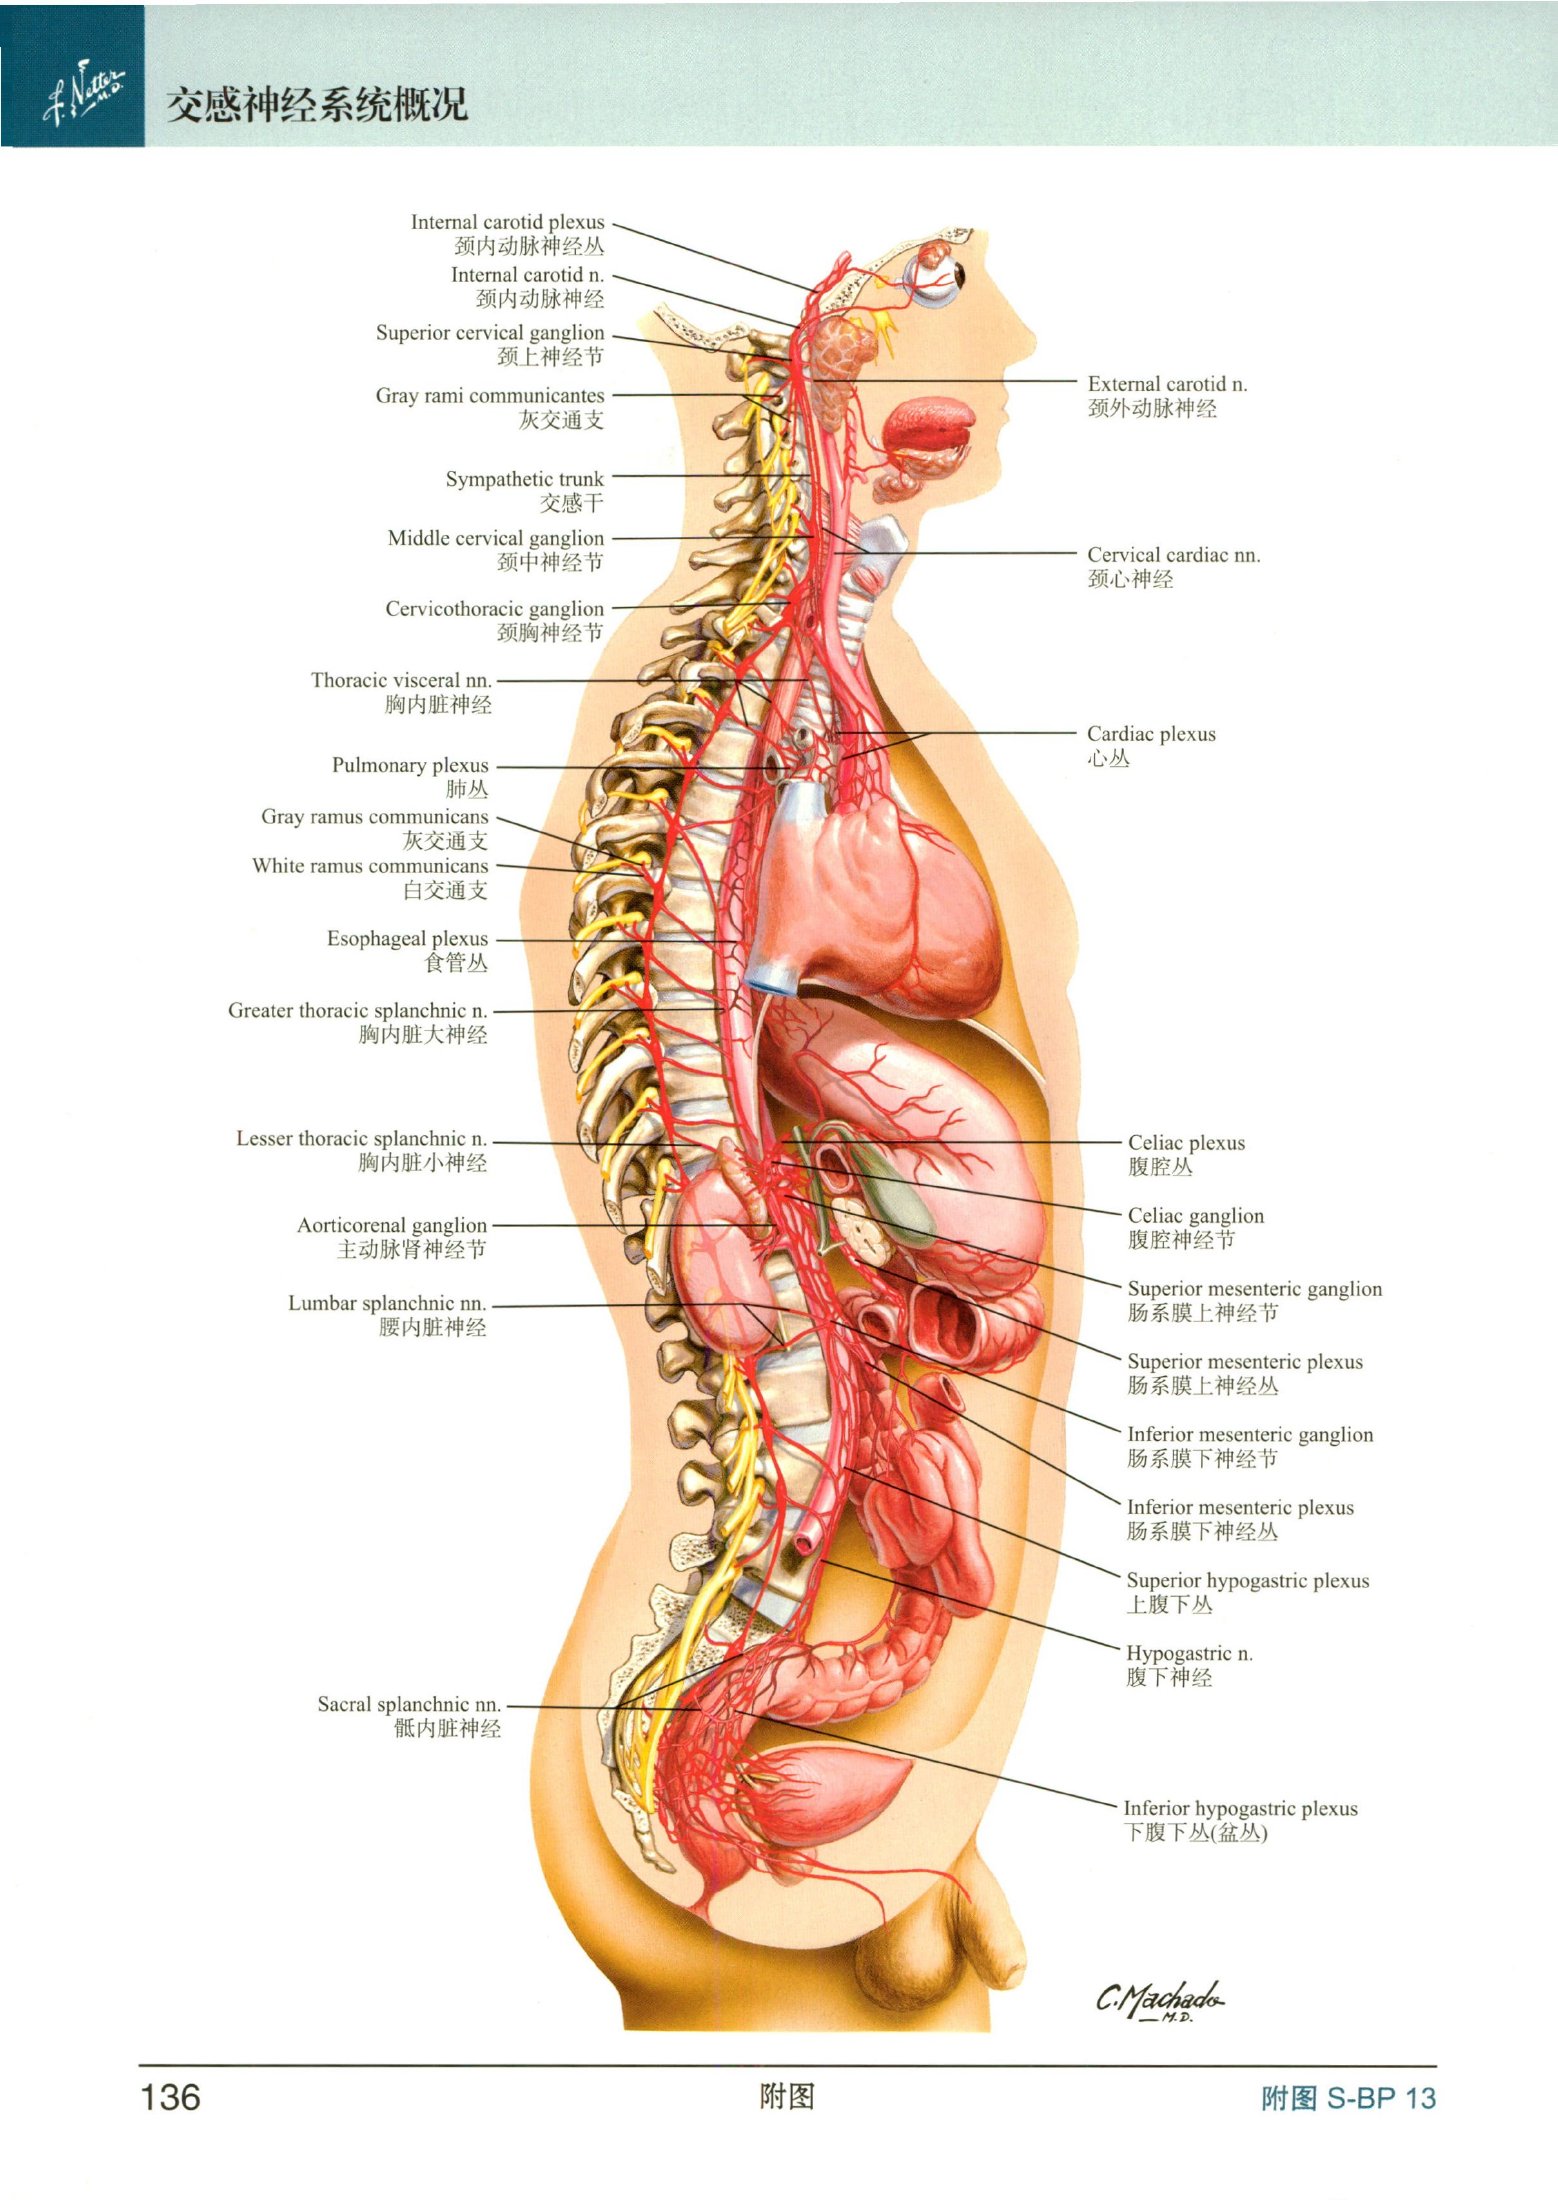 F. Netter
M.D.
交感神经系统概况
Internal carotid plexus
颈内动脉神经丛
Internal carotid n.
颈内动脉神经
Superior cervical ganglion
颈上神经节
Gray rami communicantes
灰交通支
Sympathetic trunk
交感干
Middle cervical ganglion
颈中神经节
Cervicothoracic ganglion
颈胸神经节
Thoracic visceral nn.
胸内脏神经
Pulmonary plexus
肺丛
Gray ramus communicans
灰交通支
White ramus communicans
白交通支
Esophageal plexus
食管丛
Greater thoracic splanchnic n.
胸内脏大神经
Lesser thoracic splanchnic n.
胸内脏小神经
Aorticorenal ganglion
主动脉肾神经节
Lumbar splanchnic nn.
腰内脏神经
Sacral splanchnic nn.
骶内脏神经
External carotid n.
颈外动脉神经
Cervical cardiac nn.
颈心神经
Cardiac plexus
心丛
Celiac plexus
腹腔丛
Celiac ganglion
腹腔神经节
Superior mesenteric ganglion
肠系膜上神经节
Superior mesenteric plexus
肠系膜上神经丛
Inferior mesenteric ganglion
肠系膜下神经节
Inferior mesenteric plexus
肠系膜下神经丛
Superior hypogastric plexus
上腹下丛
Hypogastric n.
腹下神经
Inferior hypogastric plexus
下腹下丛(盆丛)
C. Machado
M.D.
136
附图
附图 S-BP 13